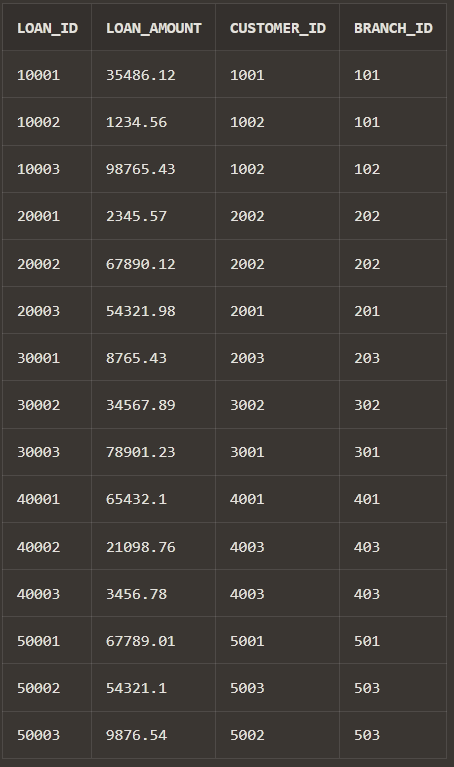 LOAN_ID LOAN_AMOUNT CUSTOMER_ID BRANCH_ID
10001 35486.12 1001 101
10002 1234.56 1002 101
10003 98765.43 1002 102
20001 2345.57 2002 202
20002 67890.12 2002 202
20003 54321.98 2001 201
30001 8765.43 2003 203
30002 34567.89 3002 302
30003 78901.23 3001 301
40001 65432.1 4001 401
40002 21098.76 4003 403
40003 3456.78 4003 403
50001 67789.01 5001 501
50002 54321.1 5003 503
50003 9876.54 5002 503